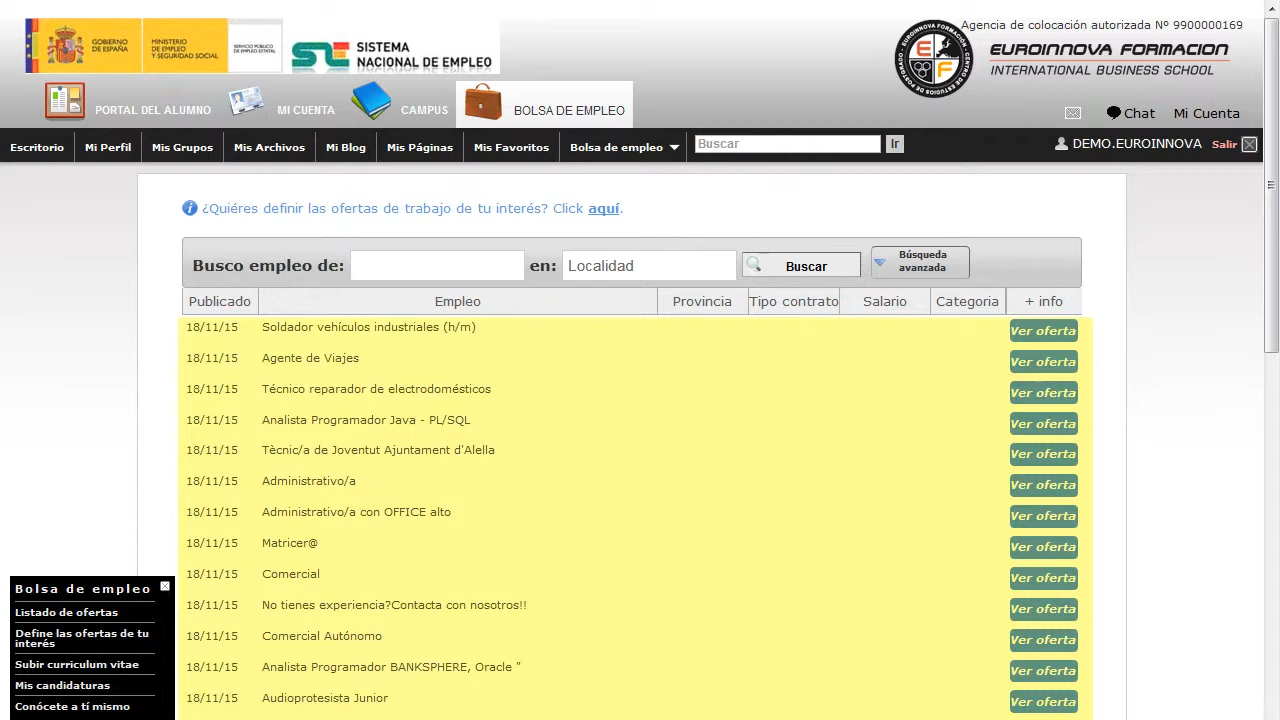 GOBIERNO DE ESPAÑA
MINISTERIO DE EMPLEO Y SEGURIDAD SOCIAL
SERVICIO PÚBLICO DE EMPLEO ESTATAL
SISTEMA
NACIONAL DE EMPLEO
Agencia de colocación autorizada Nº 9900000169
EUROINNOVA FORMACION
INTERNATIONAL BUSINESS SCHOOL
PORTAL DEL ALUMNO MI CUENTA CAMPUS BOLSA DE EMPLEO
Chat Mi Cuenta
Escritorio Mi Perfil Mis Grupos Mis Archivos Mi Blog Mis Páginas Mis Favoritos Bolsa de empleo Buscar Ir DEMO.EUROINNOVA Salir
¿Quiéres definir las ofertas de trabajo de tu interés? Click aquí.
Busco empleo de: en: Localidad Buscar Búsqueda avanzada
Publicado Empleo Provincia Tipo contrato Salario Categoria + info
18/11/15 Soldador vehículos industriales (h/m) Ver oferta
18/11/15 Agente de Viajes Ver oferta
18/11/15 Técnico reparador de electrodomésticos Ver oferta
18/11/15 Analista Programador Java - PL/SQL Ver oferta
18/11/15 Tècnic/a de Joventut Ajuntament d'Alella Ver oferta
18/11/15 Administrativo/a Ver oferta
18/11/15 Administrativo/a con OFFICE alto Ver oferta
18/11/15 Matricer@ Ver oferta
18/11/15 Comercial Ver oferta
18/11/15 No tienes experiencia?Contacta con nosotros!! Ver oferta
18/11/15 Comercial Autónomo Ver oferta
18/11/15 Analista Programador BANKSPHERE, Oracle " Ver oferta
18/11/15 Audioprotesista Junior Ver oferta
Bolsa de empleo
Listado de ofertas
Define las ofertas de tu
interés
Subir curriculum vitae
Mis candidaturas
Conócete a tí mismo